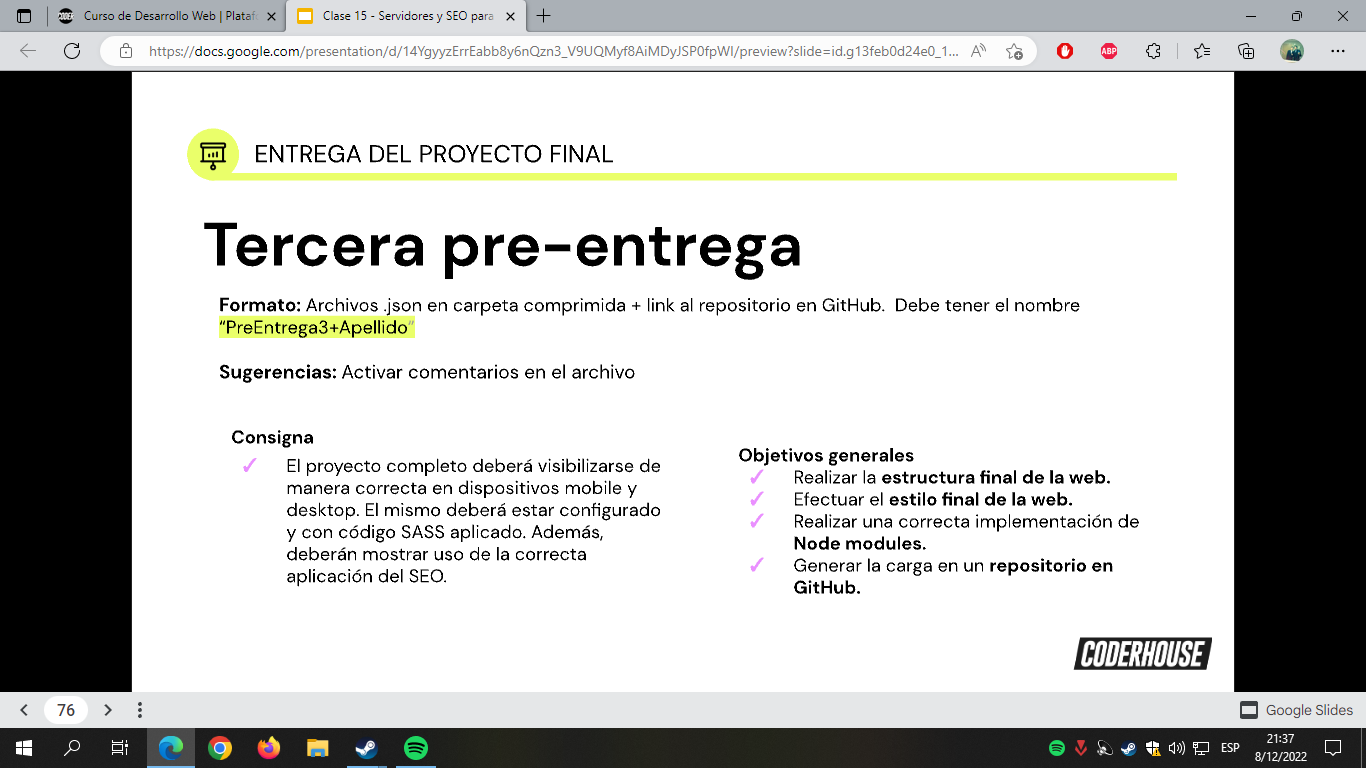 Curso de Desarrollo Web | Plataf
Clase 15 - Servidores y SEO para
https://docs.google.com/presentation/d/14YgyyzErrEabb8y6nQzn3_V9UQMyf8AiMDyJSP0fpWI/preview?slide=id.g13feb0d24e0_1...
ABP
ENTREGA DEL PROYECTO FINAL
Tercera pre-entrega
Formato: Archivos .json en carpeta comprimida + link al repositorio en GitHub. Debe tener el nombre
“PreEntrega3+Apellido”
Sugerencias: Activar comentarios en el archivo
Consigna
✓ El proyecto completo deberá visibilizarse de
manera correcta en dispositivos mobile y
desktop. El mismo deberá estar configurado
y con código SASS aplicado. Además,
deberán mostrar uso de la correcta
aplicación del SEO.
Objetivos generales
✓ Realizar la estructura final de la web.
✓ Efectuar el estilo final de la web.
✓ Realizar una correcta implementación de
Node modules.
✓ Generar la carga en un repositorio en
GitHub.
CODERHOUSE
76
Google Slides
ESP
21:37
8/12/2022